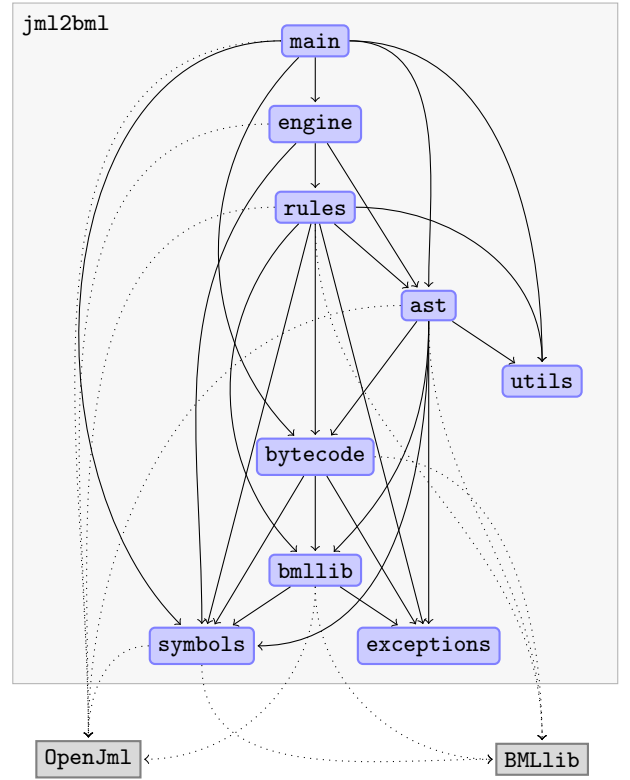 jml2bml
main
engine
rules
ast
utils
bytecode
bmllib
symbols
exceptions
OpenJml
BMLlib